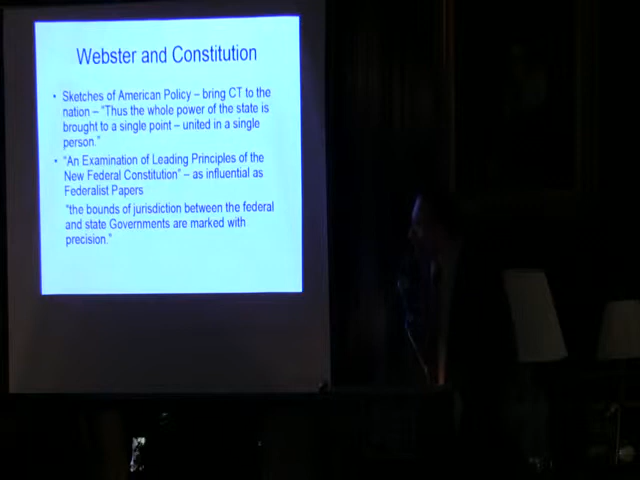 Webster and Constitution
• Sketches of American Policy – bring CT to the
nation – "Thus the whole power of the state is
brought to a single point – united in a single
person."
• "An Examination of Leading Principles of the
New Federal Constitution" – as influential as
Federalist Papers
"the bounds of jurisdiction between the federal
and state Governments are marked with
precision."